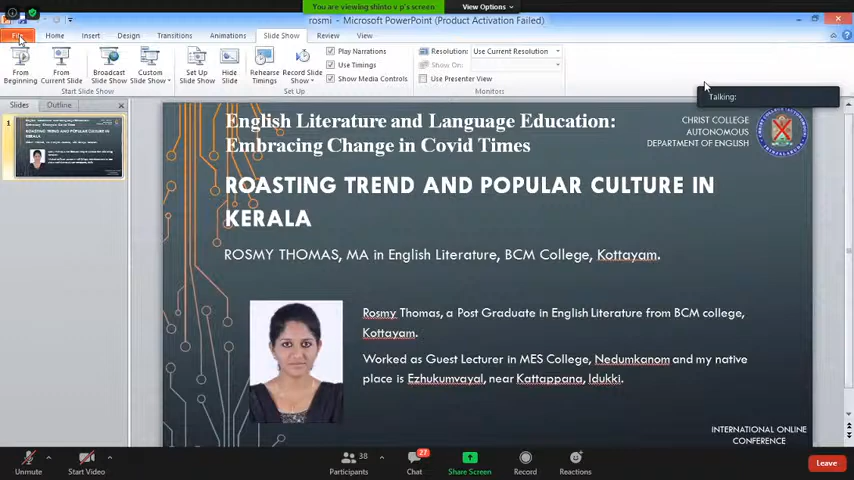 You are viewing shinto v p's screen
View Options
rosmi - Microsoft PowerPoint (Product Activation Failed)
File
Home
Insert
Design
Transitions
Animations
Slide Show
Review
View
From Beginning
From Current Slide
Broadcast Slide Show
Custom Slide Show
Set Up Slide Show
Hide Slide
Rehearse Timings
Record Slide Show
Play Narrations
Use Timings
Show Media Controls
Resolution: Use Current Resolution
Show On:
Use Presenter View
Start Slide Show
Set Up
Monitors
Talking:
Slides
Outline
1
English Literature and Language Education:
Embracing Change in Covid Times
CHRIST COLLEGE
AUTONOMOUS
DEPARTMENT OF ENGLISH
ROASTING TREND AND POPULAR CULTURE IN
KERALA
ROSMY THOMAS, MA in English Literature, BCM College, Kottayam.
Rosmy Thomas, a Post Graduate in English Literature from BCM college,
Kottayam.
Worked as Guest Lecturer in MES College, Nedumkanom and my native
place is Ezhukumvayal, near Kattappana, Idukki.
INTERNATIONAL ONLINE
CONFERENCE
Unmute
Start Video
38
Participants
27
Chat
Share Screen
Record
Reactions
Leave